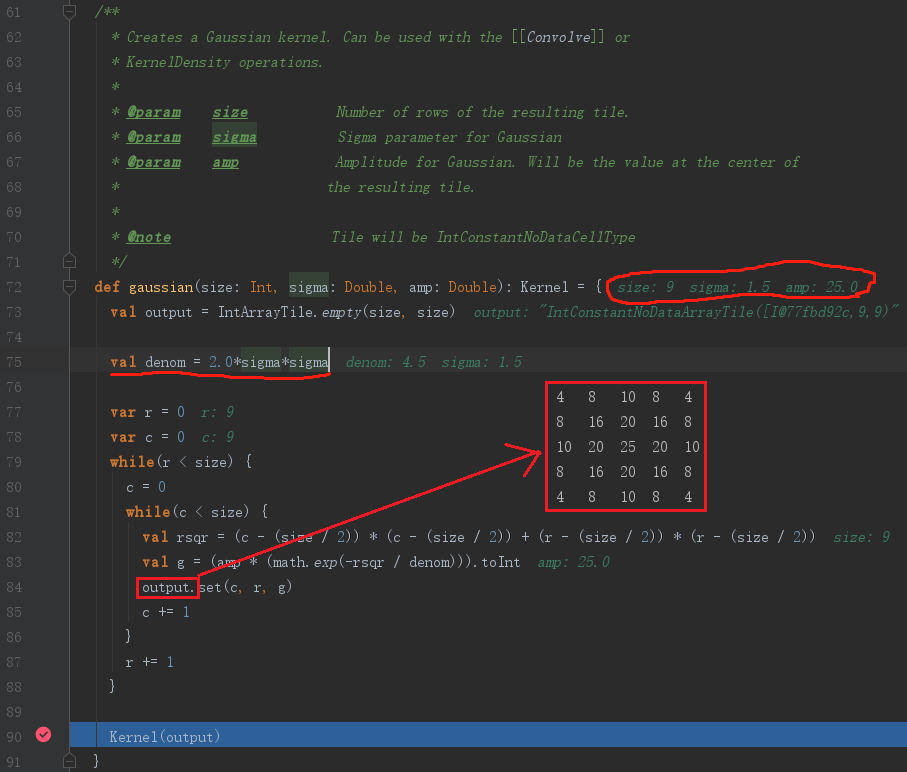 61 /**
62 * Creates a Gaussian kernel. Can be used with the [[Convolve]] or
63 * KernelDensity operations.
64 *
65 * @param size Number of rows of the resulting tile.
66 * @param sigma Sigma parameter for Gaussian
67 * @param amp Amplitude for Gaussian. Will be the value at the center of
68 * the resulting tile.
69 *
70 * @note Tile will be IntConstantNoDataCellType
71 */
72 def gaussian(size: Int, sigma: Double, amp: Double): Kernel = { size: 9 sigma: 1.5 amp: 25.0
73 val output = IntArrayTile.empty(size, size) output: "IntConstantNoDataArrayTile([I@77fbd92c,9,9)"
74
75 val denom = 2.0*sigma*sigma denom: 4.5 sigma: 1.5
76
77 var r = 0 r: 9
78 var c = 0 c: 9
79 while(r < size) {
80 c = 0
81 while(c < size) {
82 val rsqr = (c - (size / 2)) * (c - (size / 2)) + (r - (size / 2)) * (r - (size / 2)) size: 9
83 val g = (amp * (math.exp(-rsqr / denom))).toInt amp: 25.0
84 output.set(c, r, g)
85 c += 1
86 }
87 r += 1
88 }
89
90 Kernel(output)
91 }
4 8 10 8 4
8 16 20 16 8
10 20 25 20 10
8 16 20 16 8
4 8 10 8 4